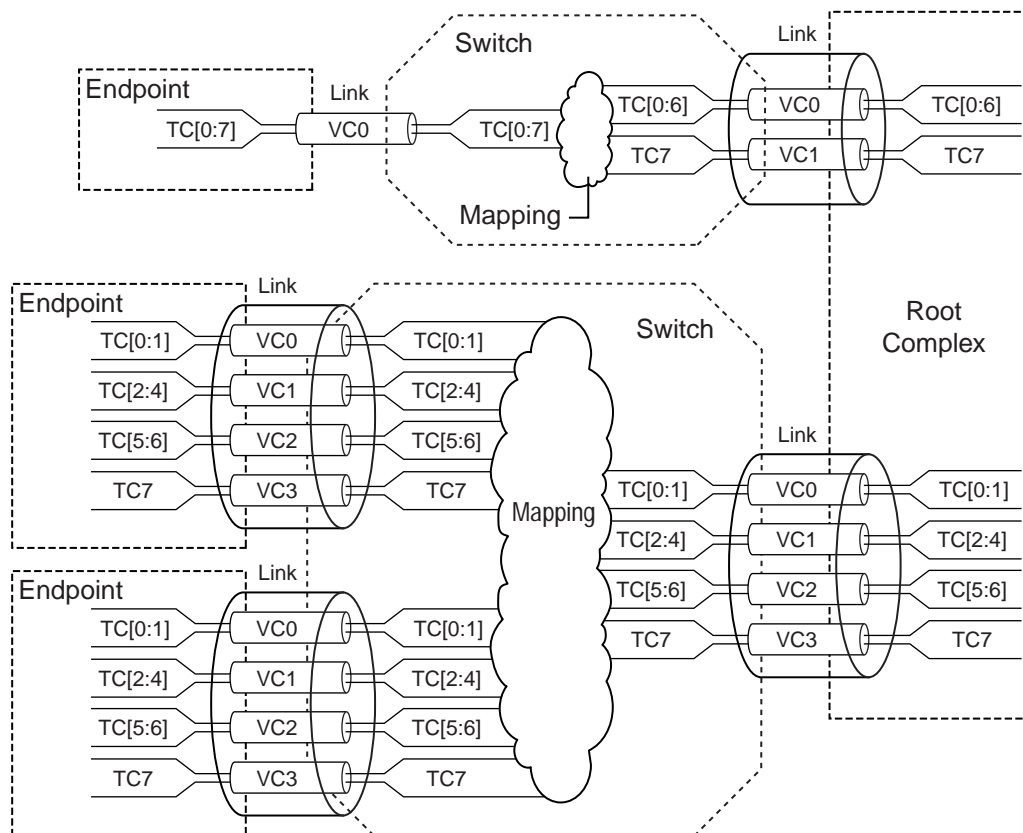 Switch
Link
Endpoint
Link
TC[0:7]
VC0
TC[0:7]
TC[0:6]
VC0
TC[0:6]
TC7
VC1
TC7
Mapping
Endpoint
Link
TC[0:1]
VC0
TC[0:1]
TC[2:4]
VC1
TC[2:4]
TC[5:6]
VC2
TC[5:6]
TC7
VC3
TC7
Switch
Root
Complex
Mapping
Link
TC[0:1]
VC0
TC[0:1]
TC[2:4]
VC1
TC[2:4]
TC[5:6]
VC2
TC[5:6]
TC7
VC3
TC7
Endpoint
Link
TC[0:1]
VC0
TC[0:1]
TC[2:4]
VC1
TC[2:4]
TC[5:6]
VC2
TC[5:6]
TC7
VC3
TC7